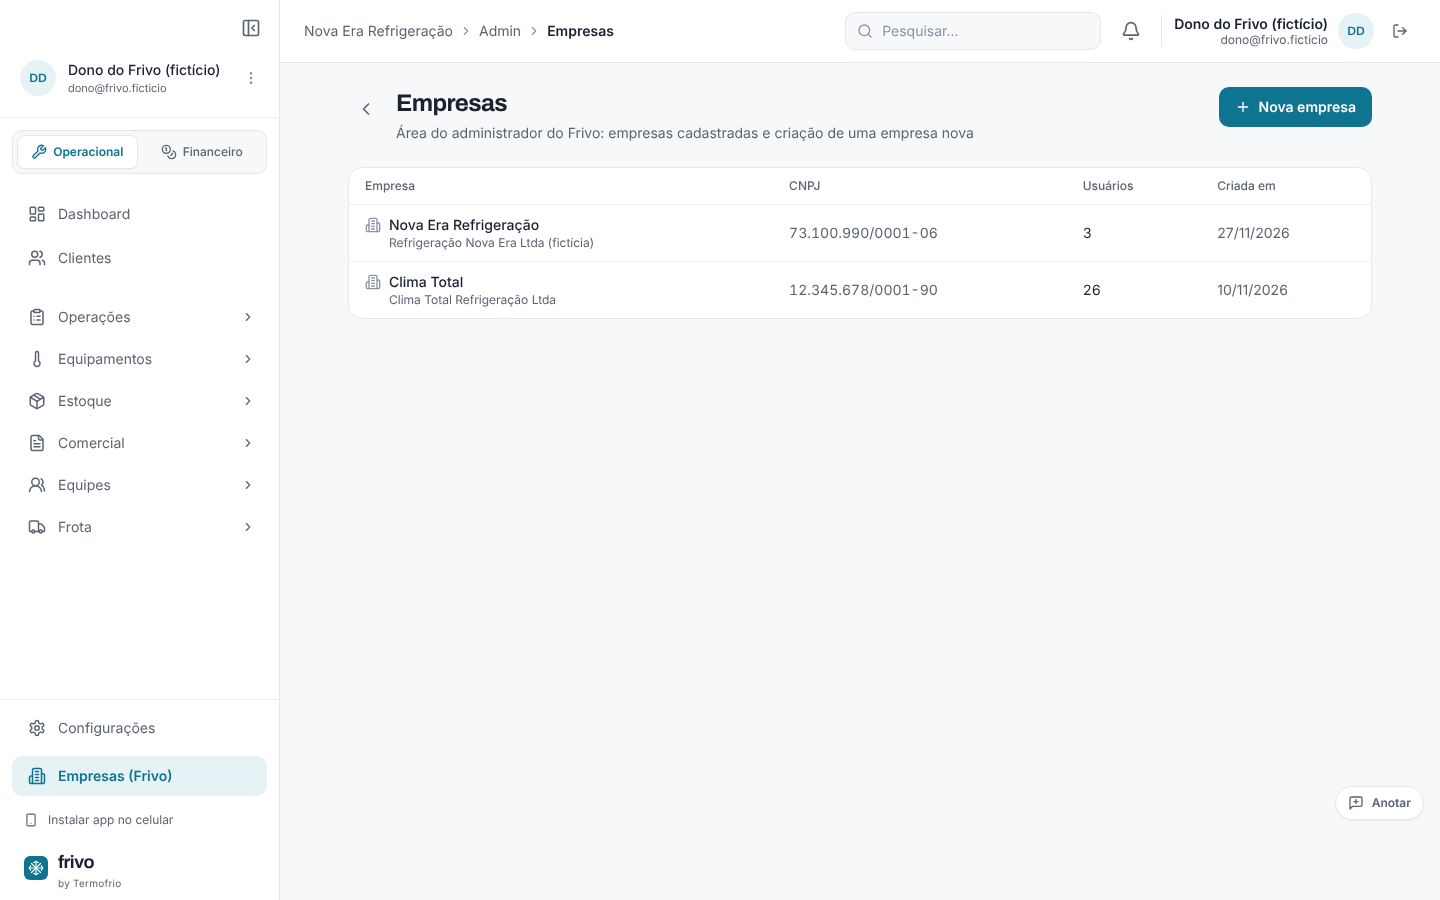 DD
Dono do Frivo (fictício)
dono@frivo.ficticio
Operacional
Financeiro
Dashboard
Clientes
Operações
Equipamentos
Estoque
Comercial
Equipes
Frota
Configurações
Empresas (Frivo)
Instalar app no celular
frivo
by Termofrio
Nova Era Refrigeração > Admin > Empresas
Pesquisar...
Dono do Frivo (fictício)
dono@frivo.ficticio
DD
Empresas
Área do administrador do Frivo: empresas cadastradas e criação de uma empresa nova
Nova empresa
Empresa CNPJ Usuários Criada em
Nova Era Refrigeração
Refrigeração Nova Era Ltda (fictícia)
73.100.990/0001-06 3 27/11/2026
Clima Total
Clima Total Refrigeração Ltda
12.345.678/0001-90 26 10/11/2026
Anotar